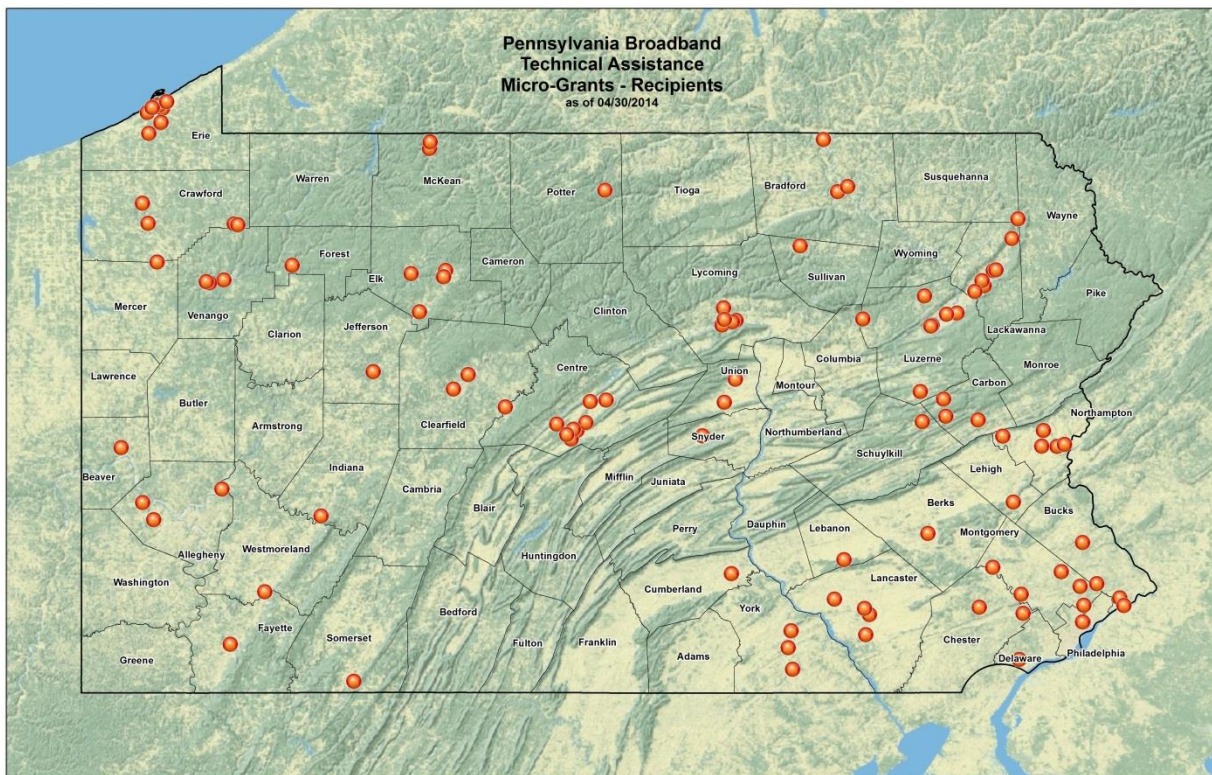 Pennsylvania Broadband
Technical Assistance
Micro-Grants - Recipients
as of 04/30/2014
Erie
Warren
McKean
Potter
Tioga
Bradford
Susquehanna
Wayne
Crawford
Forest
Elk
Cameron
Lycoming
Sullivan
Wyoming
Pike
Mercer
Venango
Clinton
Lackawanna
Clarion
Jefferson
Lawrence
Centre
Union
Montour
Columbia
Luzerne
Carbon
Monroe
Butler
Armstrong
Clearfield
Snyder
Northumberland
Northampton
Beaver
Indiana
Cambria
Blair
Mifflin
Juniata
Schuylkill
Lehigh
Allegheny
Westmoreland
Huntingdon
Perry
Dauphin
Lebanon
Berks
Montgomery
Bucks
Washington
Cumberland
Lancaster
Greene
Fayette
Somerset
Bedford
Fulton
Franklin
Adams
York
Chester
Delaware
Philadelphia